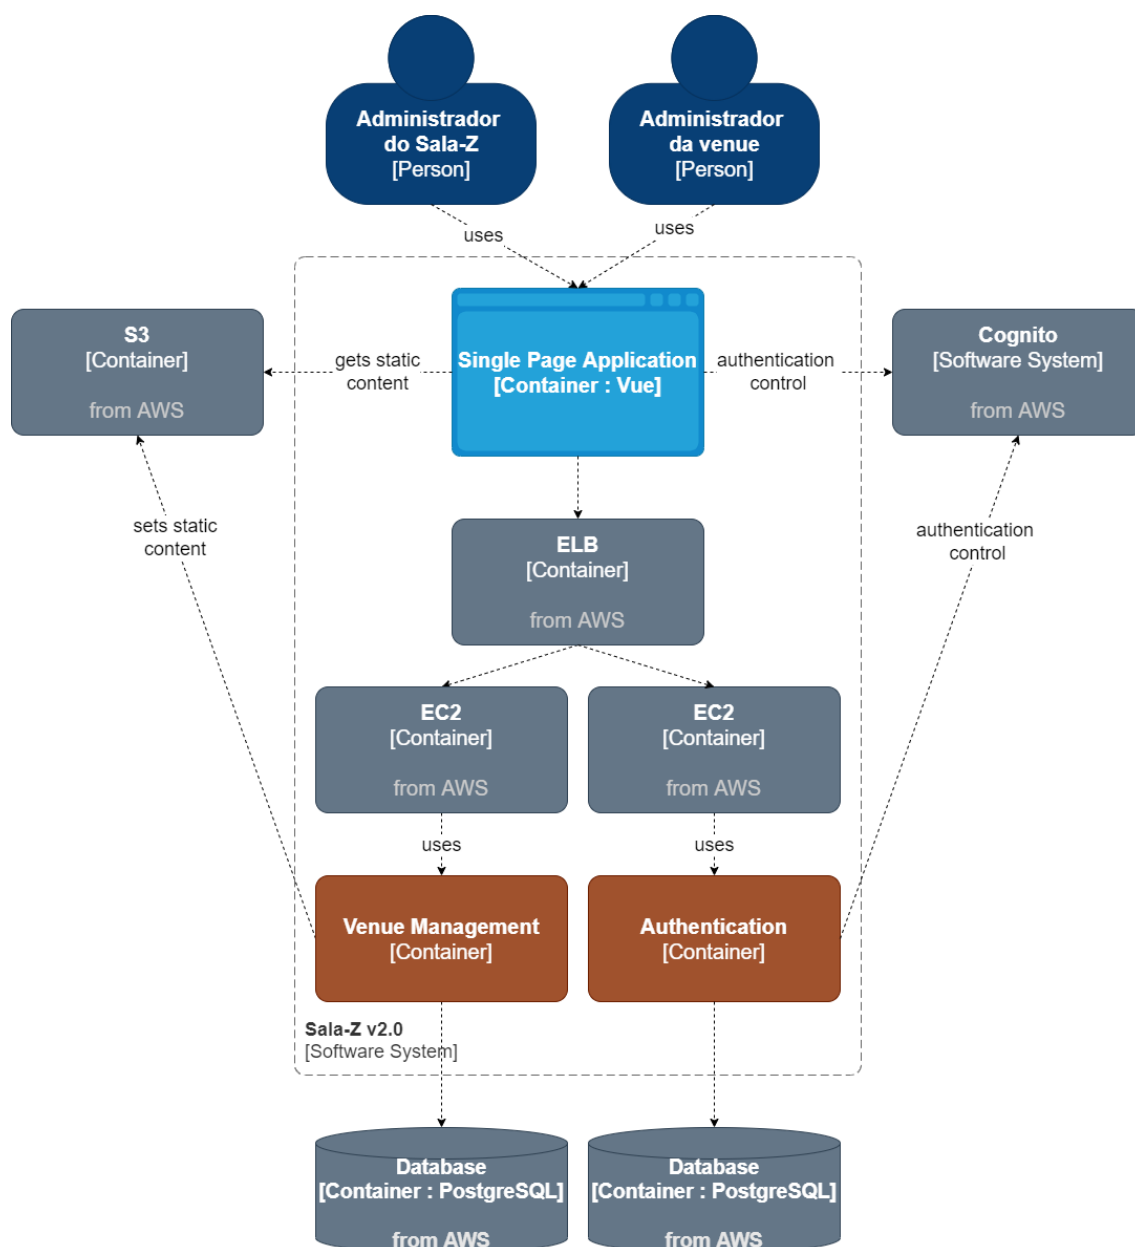 Administrador
do Sala-Z
[Person]
Administrador
da venue
[Person]
uses
uses
S3
[Container]
from AWS
gets static
content
Single Page Application
[Container : Vue]
authentication
control
Cognito
[Software System]
from AWS
sets static
content
ELB
[Container]
from AWS
authentication
control
EC2
[Container]
from AWS
EC2
[Container]
from AWS
uses
uses
Venue Management
[Container]
Authentication
[Container]
Sala-Z v2.0
[Software System]
Database
[Container : PostgreSQL]
from AWS
Database
[Container : PostgreSQL]
from AWS